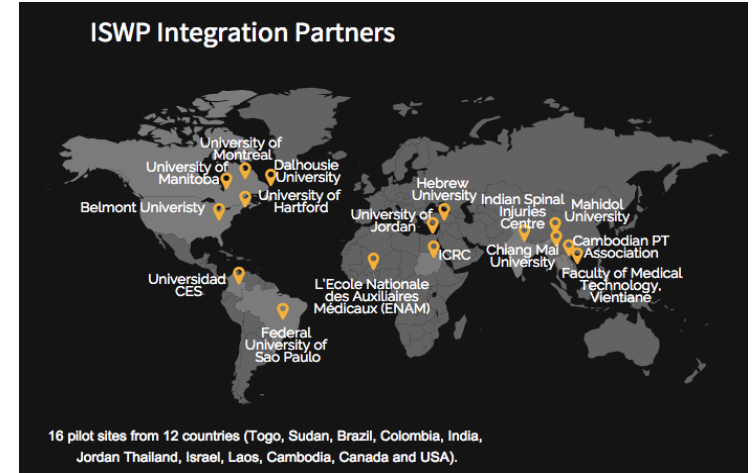 ISWP Integration Partners
University of
Montreal
University of
Manitoba
Dalhousie
University
University of
Hartford
Belmont Univeristy
Hebrew
University
University of
Jordan
ICRC
Indian Spinal
Injuries
Centre
Mahidol
University
Chiang Mai
University
Cambodian PT
Association
Faculty of Medical
Technology,
Vientiane
Universidad
CES
L'Ecole Nationale
des Auxiliaires
Médicaux (ENAM)
Federal
University of
Sao Paulo
16 pilot sites from 12 countries (Togo, Sudan, Brazil, Colombia, India,
Jordan Thailand, Israel, Laos, Cambodia, Canada and USA).